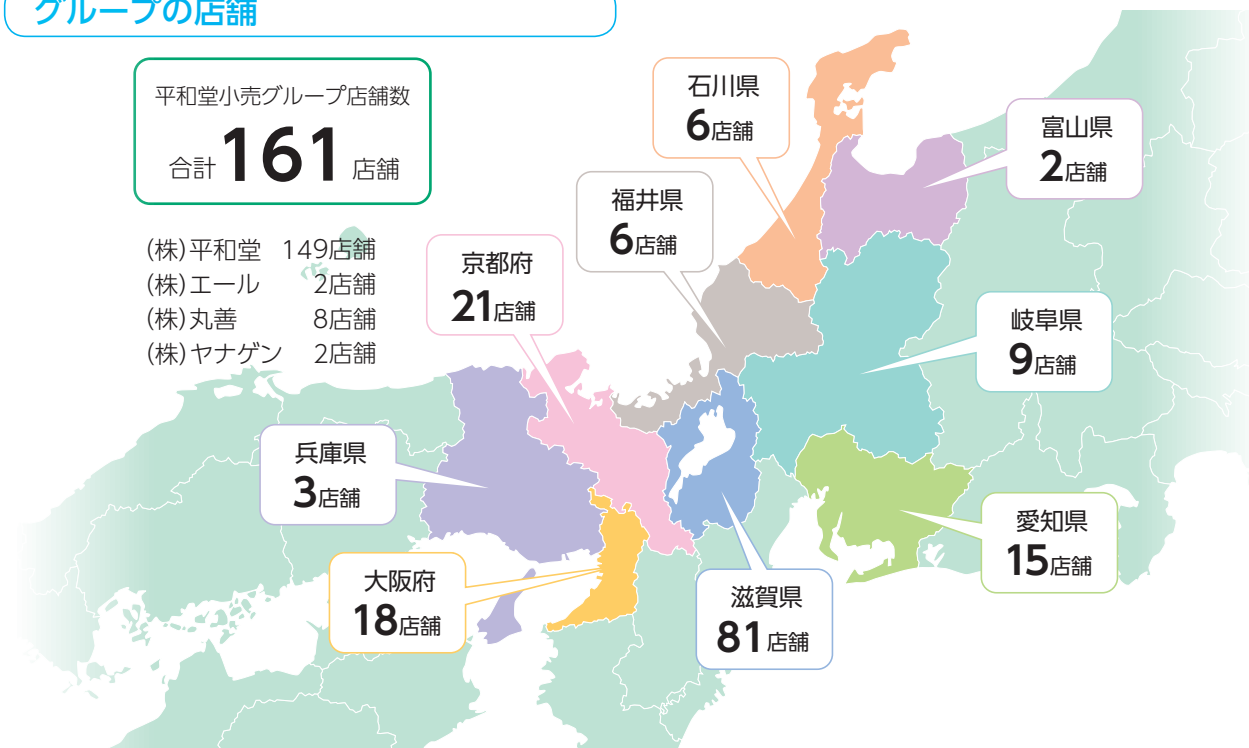 グループの店舗
平和堂小売グループ店舗数
合計 161 店舗
(株)平和堂 149店舗
(株)エール 2店舗
(株)丸善 8店舗
(株)ヤナゲン 2店舗
石川県
6店舗
富山県
2店舗
福井県
6店舗
京都府
21店舗
岐阜県
9店舗
兵庫県
3店舗
愛知県
15店舗
大阪府
18店舗
滋賀県
81店舗